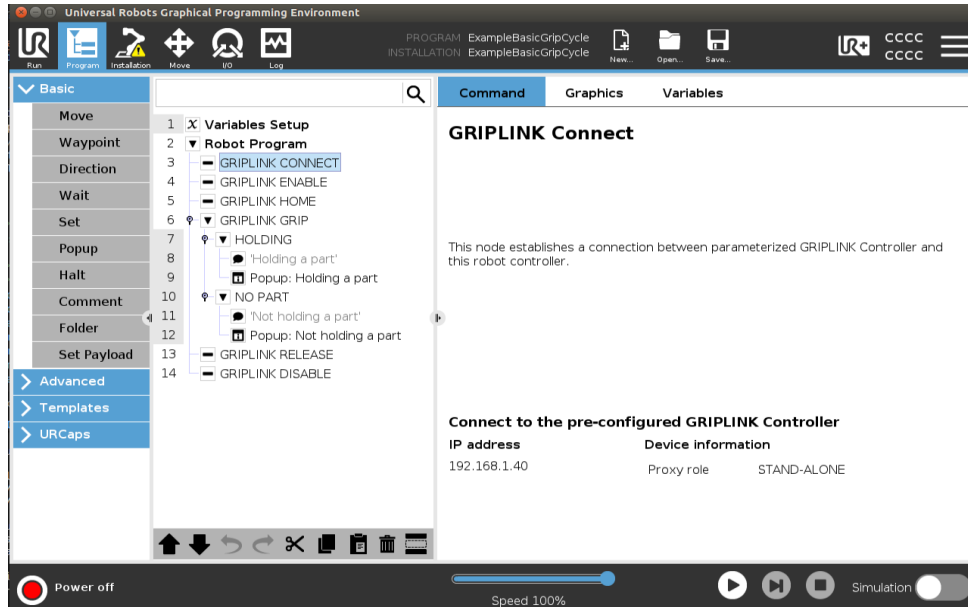 Universal Robots Graphical Programming Environment
PROGRAM ExampleBasicGripCycle
INSTALLATION ExampleBasicGripCycle
Run Program Installation Move I/O Log New... Open... Save...
UR UR+ CCCC
CCCC
Basic
Move
Waypoint
Direction
Wait
Set
Popup
Halt
Comment
Folder
Set Payload
Advanced
Templates
URCaps
1 X Variables Setup
2 Robot Program
3 GRIPLINK CONNECT
4 GRIPLINK ENABLE
5 GRIPLINK HOME
6 GRIPLINK GRIP
7 HOLDING
8 'Holding a part'
9 Popup: Holding a part
10 NO PART
11 'Not holding a part'
12 Popup: Not holding a part
13 GRIPLINK RELEASE
14 GRIPLINK DISABLE
Command Graphics Variables
GRIPLINK Connect
This node establishes a connection between parameterized GRIPLINK Controller and
this robot controller.
Connect to the pre-configured GRIPLINK Controller
IP address Device information
192.168.1.40 Proxy role STAND-ALONE
Power off
Speed 100%
Simulation